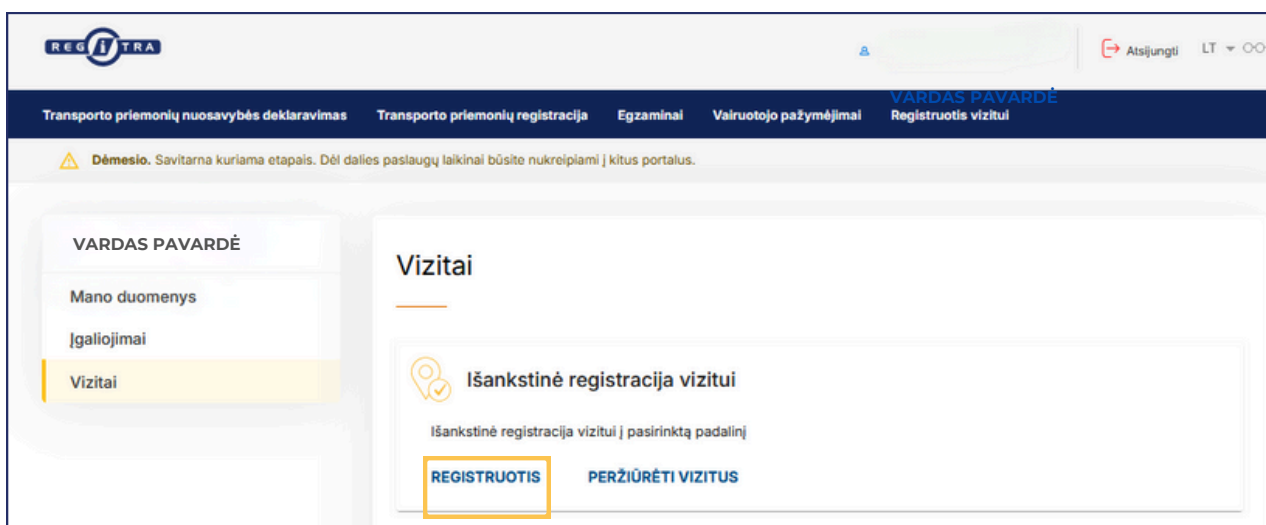 REGITRA
Atsijungti LT
VARDAS PAVARDĖ
Transporto priemonių nuosavybės deklaravimas Transporto priemonių registracija Egzaminai Vairuotojo pažymėjimai Registruotis vizitui
Dėmesio. Savitarna kuriama etapais. Dėl dalies paslaugų laikinai būsite nukreipiami į kitus portalus.
VARDAS PAVARDĖ
Mano duomenys
Įgaliojimai
Vizitai
Vizitai
Išankstinė registracija vizitui
Išankstinė registracija vizitui į pasirinktą padalinį
REGISTRUOTIS PERŽIŪRĖTI VIZITUS